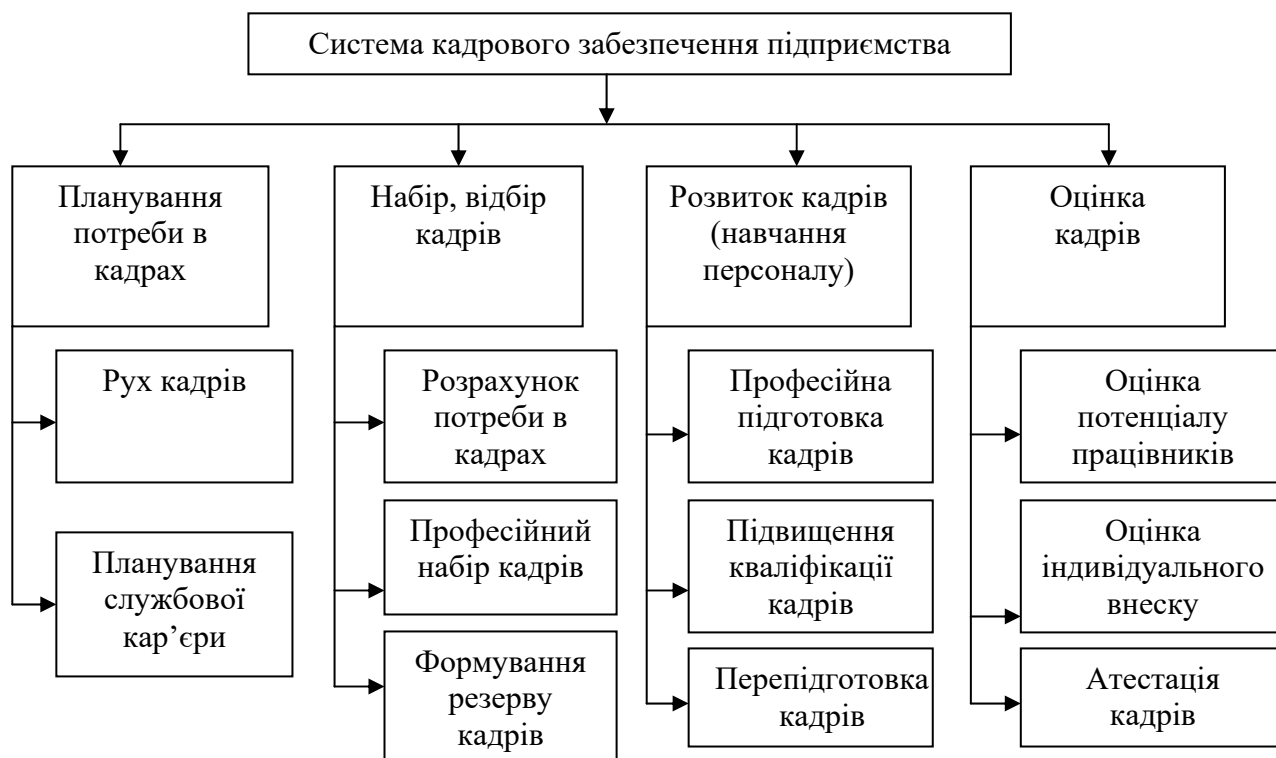 Система кадрового забезпечення підприємства
Планування
потреби в
кадрах
Набір, відбір
кадрів
Розвиток кадрів
(навчання
персоналу)
Оцінка
кадрів
Рух кадрів
Планування
службової
кар’єри
Розрахунок
потреби в
кадрах
Професійний
набір кадрів
Формування
резерву
кадрів
Професійна
підготовка
кадрів
Підвищення
кваліфікації
кадрів
Перепідготовка
кадрів
Оцінка
потенціалу
працівників
Оцінка
індивідуального
внеску
Атестація
кадрів